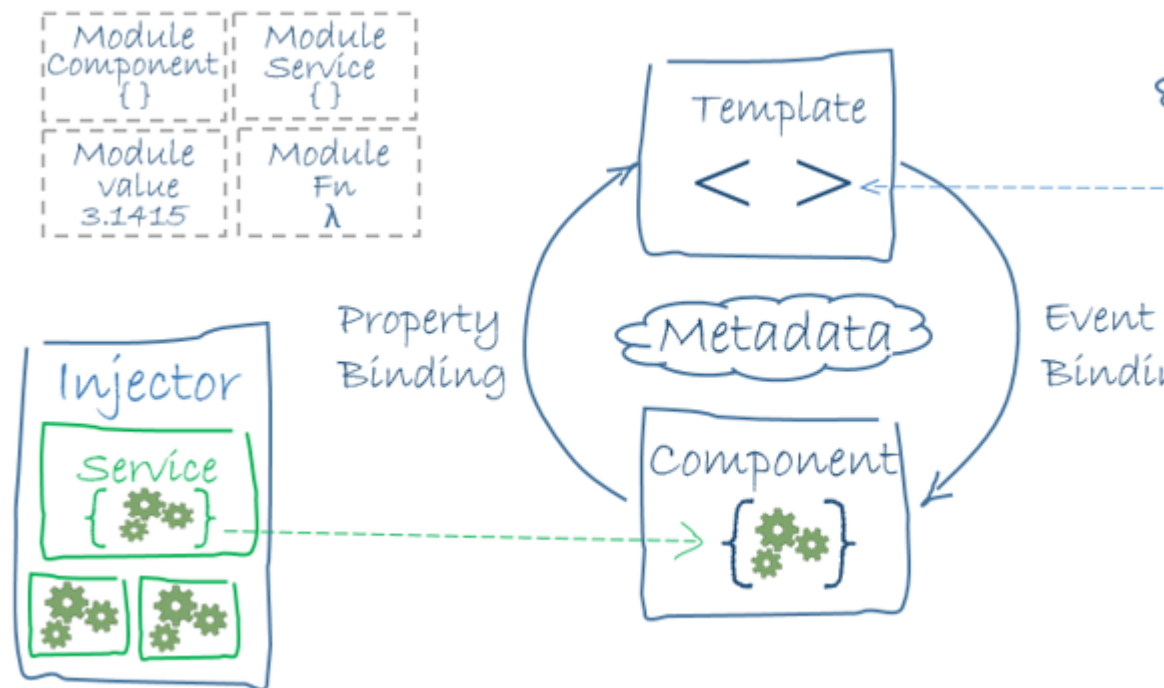 Module
Component
{ }
Module
Service
{ }
Module
value
3.1415
Module
Fn
λ
Template
< >
Property
Binding
Metadata
Event
Injector
Service
{ }
Component
{ }